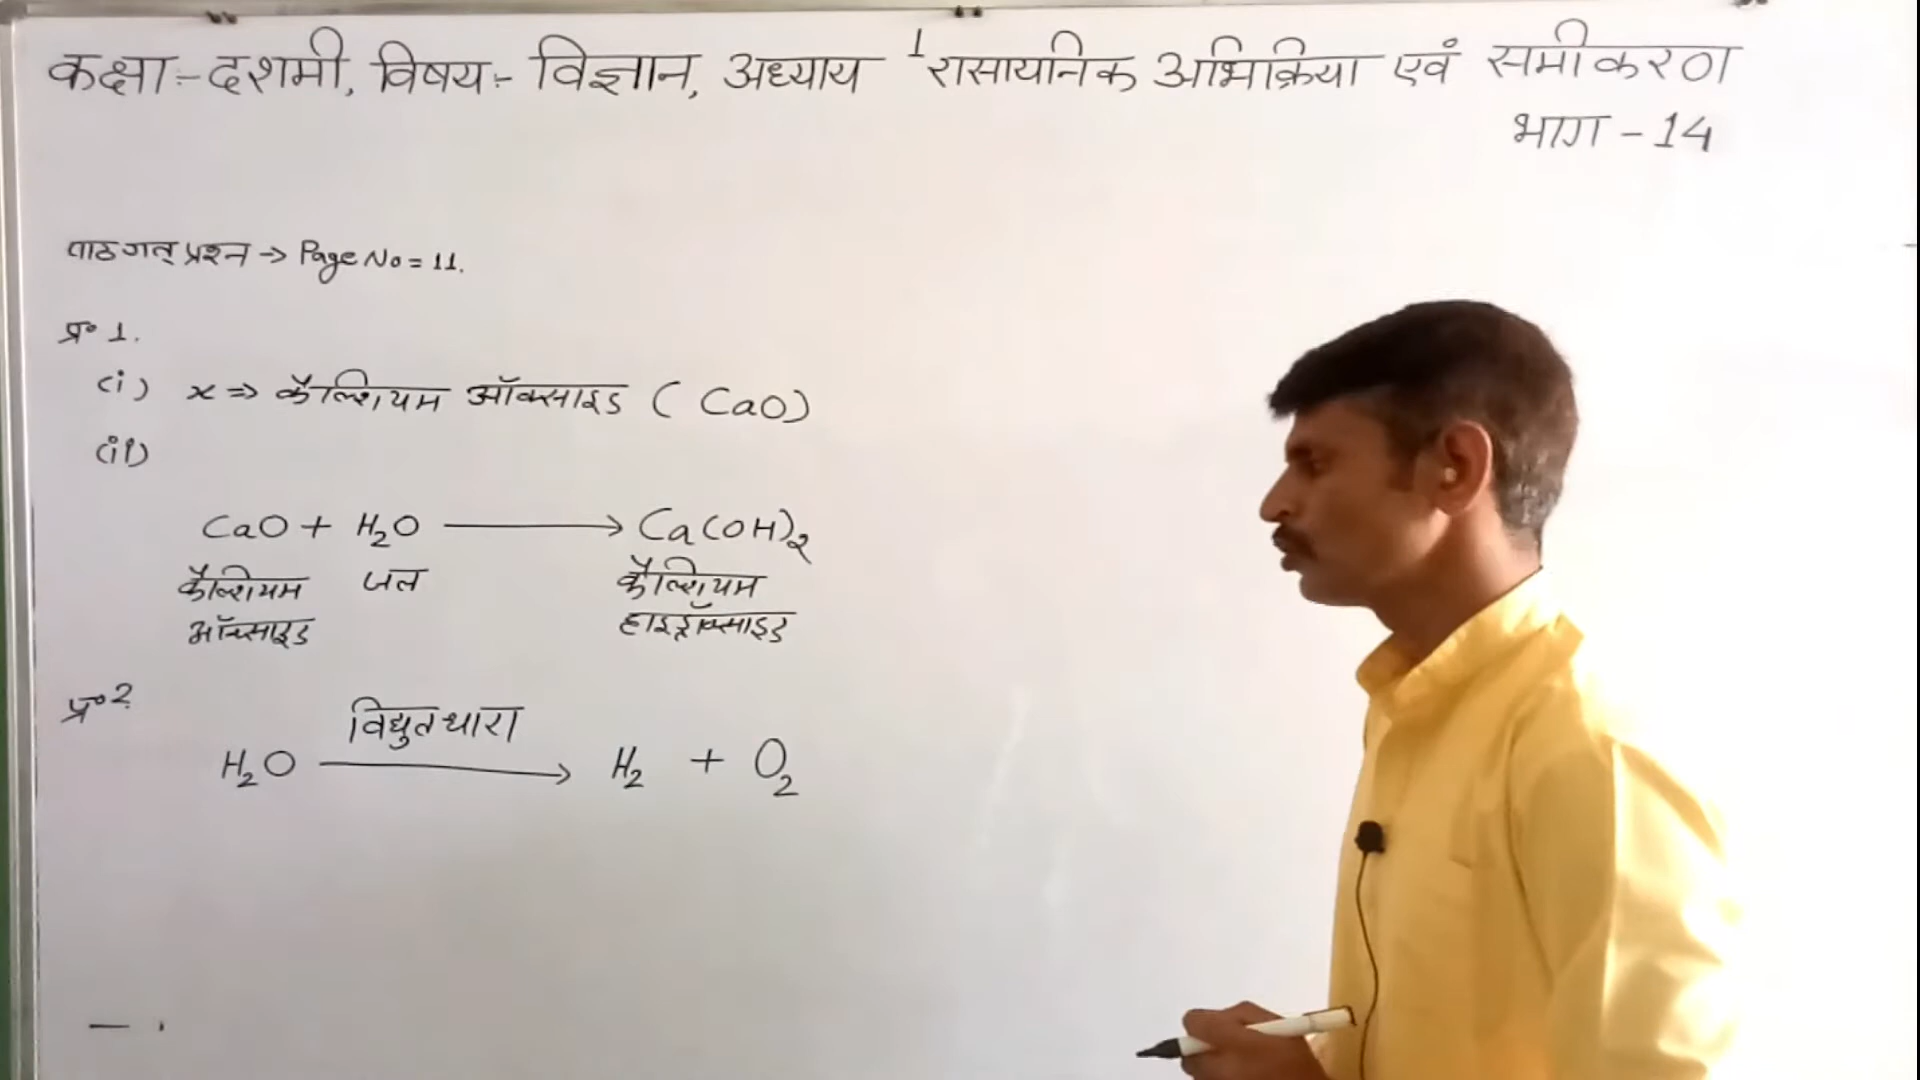 कक्षा:- दशमी, विषय:- विज्ञान, अध्याय 1 रासायनिक अभिक्रिया एवं समीकरण
भाग - 14
पाठगत् प्रश्न → Page No = 11.
प्र० 1.
(i) x ⇒ कैल्शियम ऑक्साइड ( CaO)
(ii)
CaO + H₂O ⟶ Ca(OH)₂
कैल्शियम जल कैल्शियम
ऑक्साइड हाइड्रॉक्साइड
प्र० 2.
विद्युत धारा
H₂O ⟶ H₂ + O₂